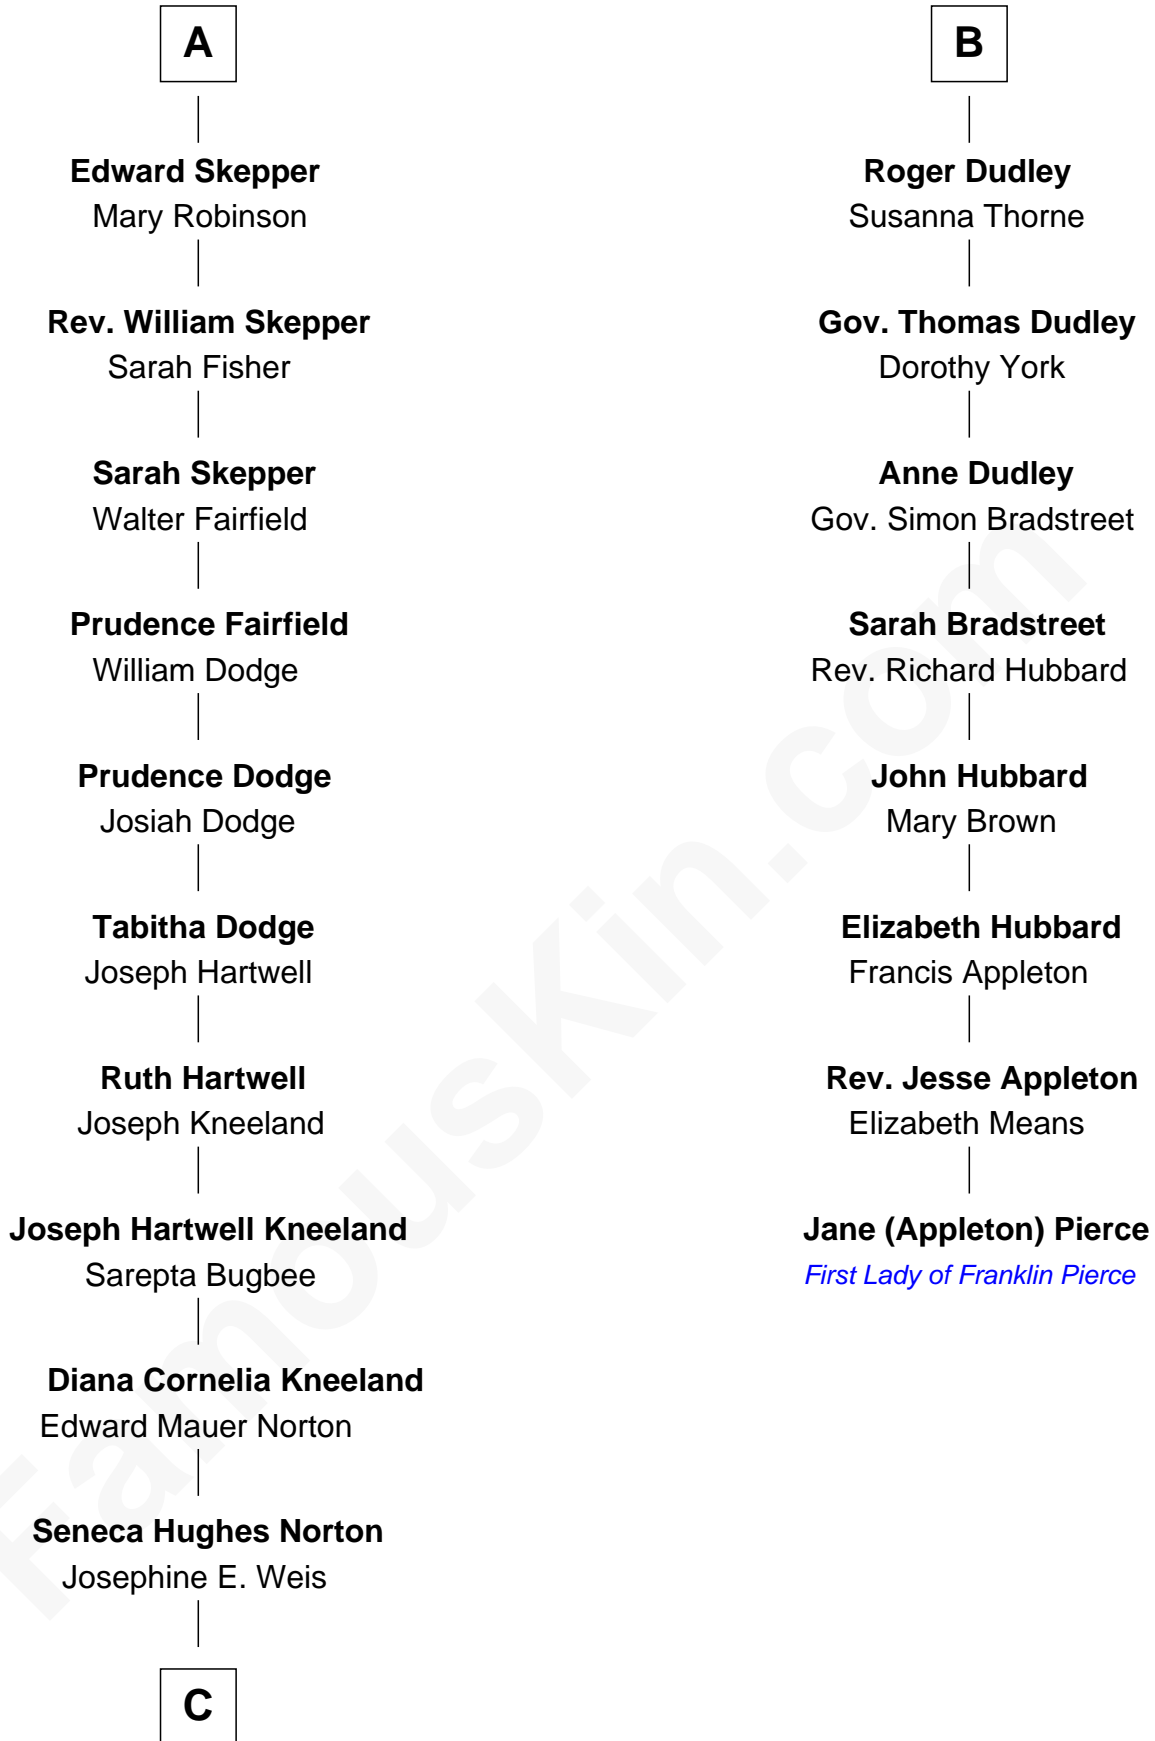 A
Edward Skepper
Mary Robinson
Rev. William Skepper
Sarah Fisher
Sarah Skepper
Walter Fairfield
Prudence Fairfield
William Dodge
Prudence Dodge
Josiah Dodge
Tabitha Dodge
Joseph Hartwell
Ruth Hartwell
Joseph Kneeland
Joseph Hartwell Kneeland
Sarepta Bugbee
Diana Cornelia Kneeland
Edward Mauer Norton
Seneca Hughes Norton
Josephine E. Weis
C
B
Roger Dudley
Susanna Thorne
Gov. Thomas Dudley
Dorothy York
Anne Dudley
Gov. Simon Bradstreet
Sarah Bradstreet
Rev. Richard Hubbard
John Hubbard
Mary Brown
Elizabeth Hubbard
Francis Appleton
Rev. Jesse Appleton
Elizabeth Means
Jane (Appleton) Pierce
First Lady of Franklin Pierce
FamousKin.com